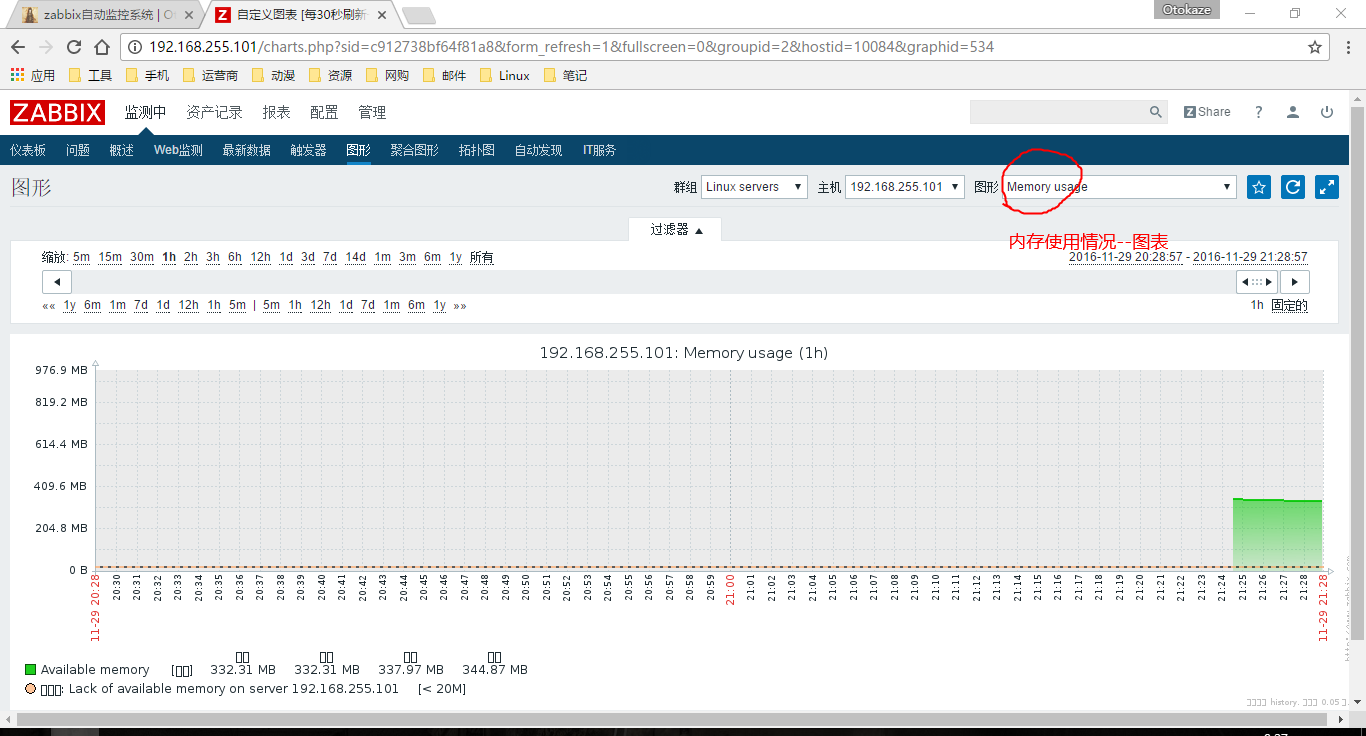 zabbix自动监控系统 | O
自定义图表 [每30秒刷新
Otokaze
192.168.255.101/charts.php?sid=c912738bf64f81a8&form_refresh=1&fullscreen=0&groupid=2&hostid=10084&graphid=534
应用 工具 手机 运营商 动漫 资源 网购 邮件 Linux 笔记
ZABBIX 监测中 资产记录 报表 配置 管理 Z Share ?
仪表板 问题 概述 Web监测 最新数据 触发器 图形 聚合图形 拓扑图 自动发现 IT服务
图形 群组 Linux servers 主机 192.168.255.101 图形 Memory usage
过滤器
内存使用情况--图表
缩放: 5m 15m 30m 1h 2h 3h 6h 12h 1d 3d 7d 14d 1m 3m 6m 1y 所有 2016-11-29 20:28:57 - 2016-11-29 21:28:57
«« 1y 6m 1m 7d 1d 12h 1h 5m | 5m 1h 12h 1d 7d 1m 6m 1y »» 1h 固定的
192.168.255.101: Memory usage (1h)
976.9 MB
819.2 MB
614.4 MB
409.6 MB
204.8 MB
0 B
11-29 20:28 20:30 20:31 20:32 20:33 20:34 20:35 20:36 20:37 20:38 20:39 20:40 20:41 20:42 20:43 20:44 20:45 20:46 20:47 20:48 20:49 20:50 20:51 20:52 20:53 20:54 20:55 20:56 20:57 20:58 20:59 21:00 21:01 21:02 21:03 21:04 21:05 21:06 21:07 21:08 21:09 21:10 21:11 21:12 21:13 21:14 21:15 21:16 21:17 21:18 21:19 21:20 21:21 21:22 21:23 21:24 21:25 21:26 21:27 21:28 11-29 21:28
Available memory 332.31 MB 332.31 MB 337.97 MB 344.87 MB
: Lack of available memory on server 192.168.255.101 [< 20M]
history. 0.05